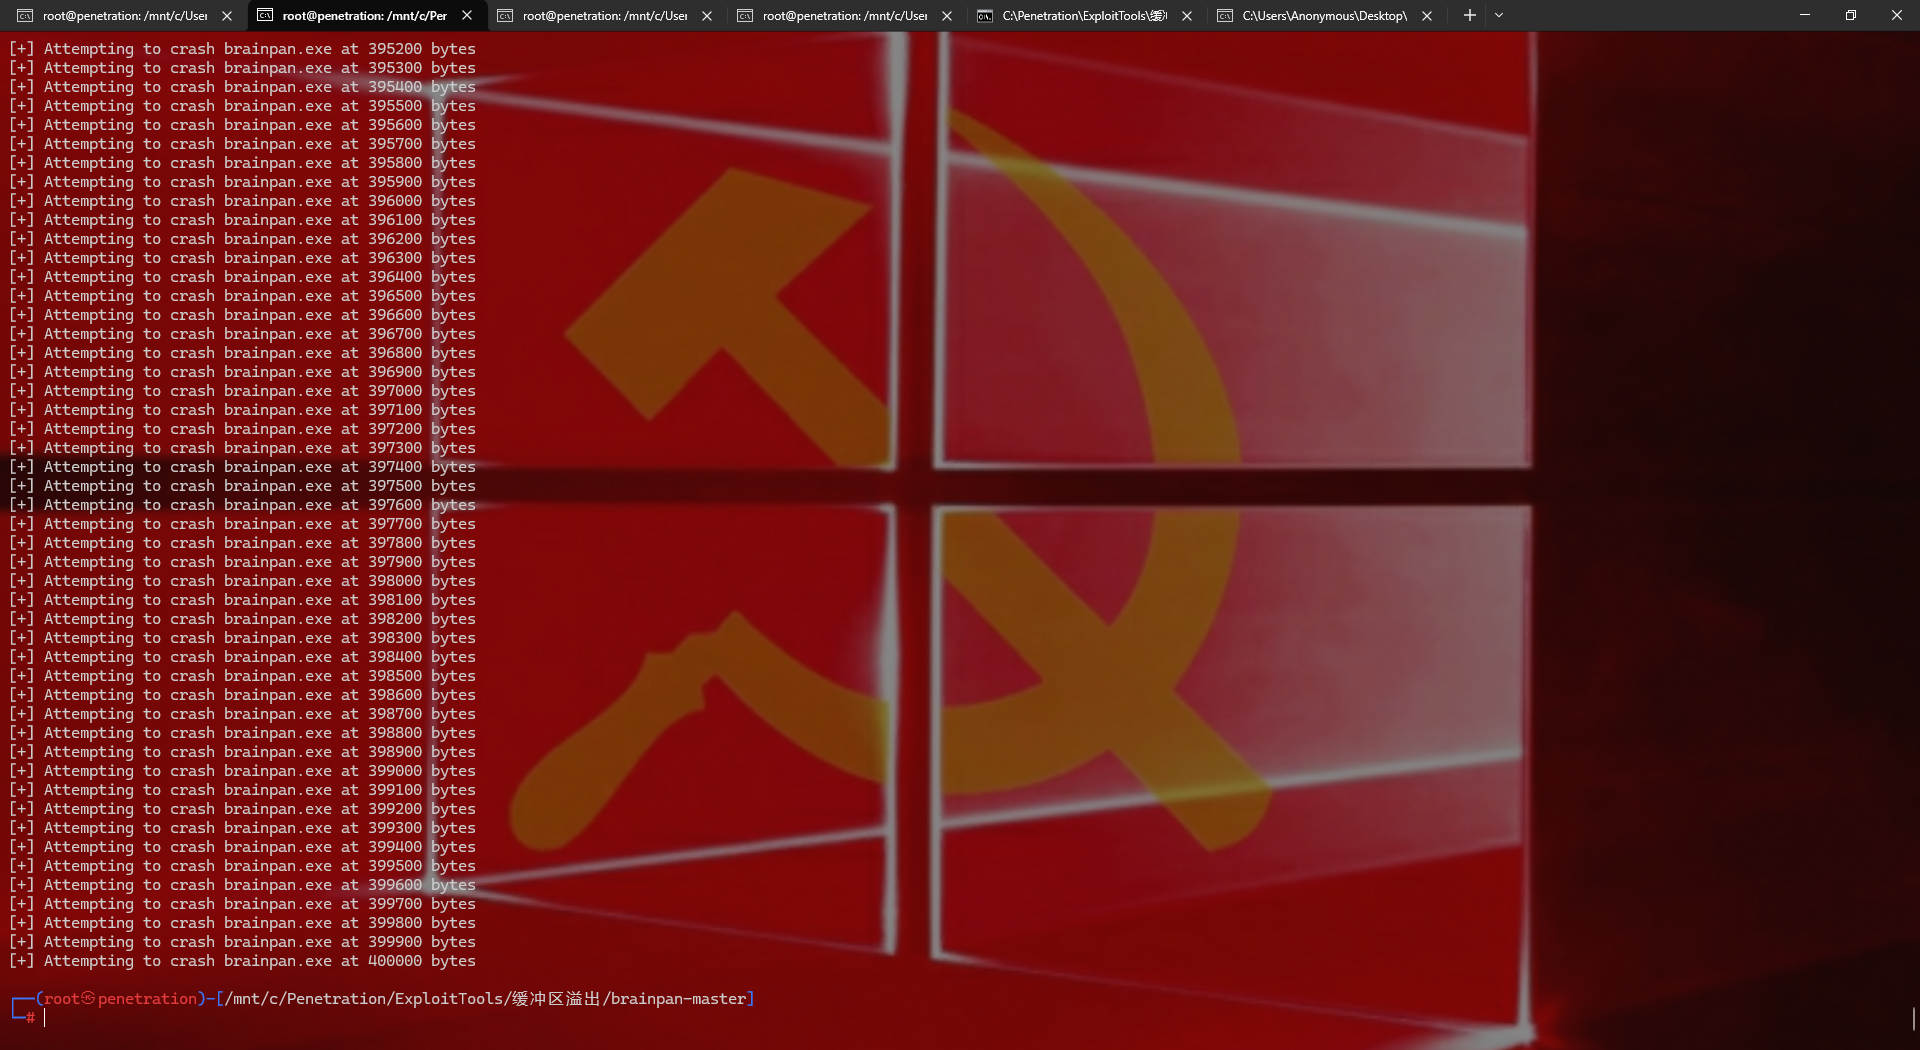 root@penetration: /mnt/c/User
root@penetration: /mnt/c/Per
root@penetration: /mnt/c/User
root@penetration: /mnt/c/User
C:\Penetration\ExploitTools\缓冲
C:\Users\Anonymous\Desktop\
[+] Attempting to crash brainpan.exe at 395200 bytes
[+] Attempting to crash brainpan.exe at 395300 bytes
[+] Attempting to crash brainpan.exe at 395400 bytes
[+] Attempting to crash brainpan.exe at 395500 bytes
[+] Attempting to crash brainpan.exe at 395600 bytes
[+] Attempting to crash brainpan.exe at 395700 bytes
[+] Attempting to crash brainpan.exe at 395800 bytes
[+] Attempting to crash brainpan.exe at 395900 bytes
[+] Attempting to crash brainpan.exe at 396000 bytes
[+] Attempting to crash brainpan.exe at 396100 bytes
[+] Attempting to crash brainpan.exe at 396200 bytes
[+] Attempting to crash brainpan.exe at 396300 bytes
[+] Attempting to crash brainpan.exe at 396400 bytes
[+] Attempting to crash brainpan.exe at 396500 bytes
[+] Attempting to crash brainpan.exe at 396600 bytes
[+] Attempting to crash brainpan.exe at 396700 bytes
[+] Attempting to crash brainpan.exe at 396800 bytes
[+] Attempting to crash brainpan.exe at 396900 bytes
[+] Attempting to crash brainpan.exe at 397000 bytes
[+] Attempting to crash brainpan.exe at 397100 bytes
[+] Attempting to crash brainpan.exe at 397200 bytes
[+] Attempting to crash brainpan.exe at 397300 bytes
[+] Attempting to crash brainpan.exe at 397400 bytes
[+] Attempting to crash brainpan.exe at 397500 bytes
[+] Attempting to crash brainpan.exe at 397600 bytes
[+] Attempting to crash brainpan.exe at 397700 bytes
[+] Attempting to crash brainpan.exe at 397800 bytes
[+] Attempting to crash brainpan.exe at 397900 bytes
[+] Attempting to crash brainpan.exe at 398000 bytes
[+] Attempting to crash brainpan.exe at 398100 bytes
[+] Attempting to crash brainpan.exe at 398200 bytes
[+] Attempting to crash brainpan.exe at 398300 bytes
[+] Attempting to crash brainpan.exe at 398400 bytes
[+] Attempting to crash brainpan.exe at 398500 bytes
[+] Attempting to crash brainpan.exe at 398600 bytes
[+] Attempting to crash brainpan.exe at 398700 bytes
[+] Attempting to crash brainpan.exe at 398800 bytes
[+] Attempting to crash brainpan.exe at 398900 bytes
[+] Attempting to crash brainpan.exe at 399000 bytes
[+] Attempting to crash brainpan.exe at 399100 bytes
[+] Attempting to crash brainpan.exe at 399200 bytes
[+] Attempting to crash brainpan.exe at 399300 bytes
[+] Attempting to crash brainpan.exe at 399400 bytes
[+] Attempting to crash brainpan.exe at 399500 bytes
[+] Attempting to crash brainpan.exe at 399600 bytes
[+] Attempting to crash brainpan.exe at 399700 bytes
[+] Attempting to crash brainpan.exe at 399800 bytes
[+] Attempting to crash brainpan.exe at 399900 bytes
[+] Attempting to crash brainpan.exe at 400000 bytes
┌──(root㉿penetration)-[/mnt/c/Penetration/ExploitTools/缓冲区溢出/brainpan-master]
└─#